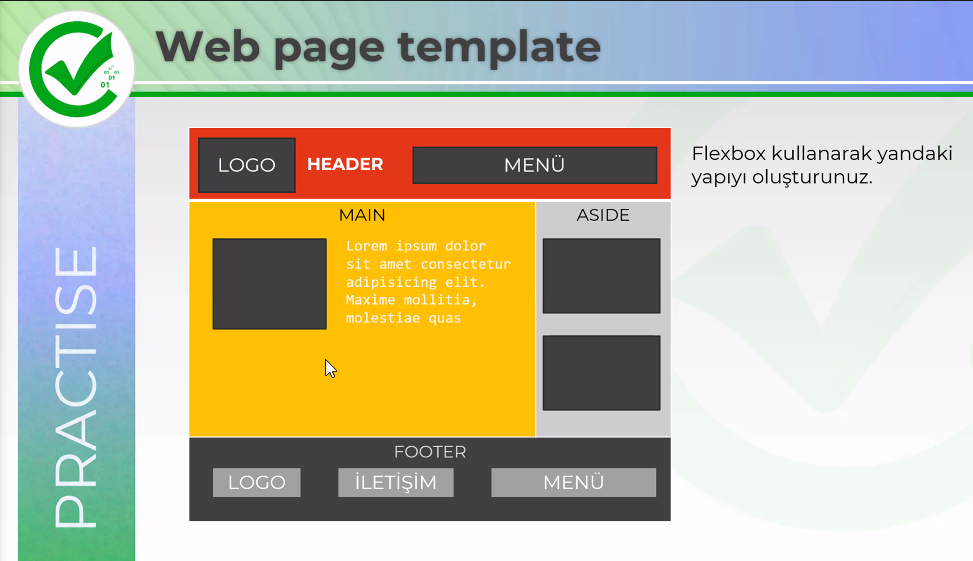 Web page template
01 01
01
01
PRACTISE
LOGO
HEADER
MENÜ
Flexbox kullanarak yandaki
yapıyı oluşturunuz.
MAIN
Lorem ipsum dolor
sit amet consectetur
adipisicing elit.
Maxime mollitia,
molestiae quas
ASIDE
FOOTER
LOGO
İLETİŞİM
MENÜ